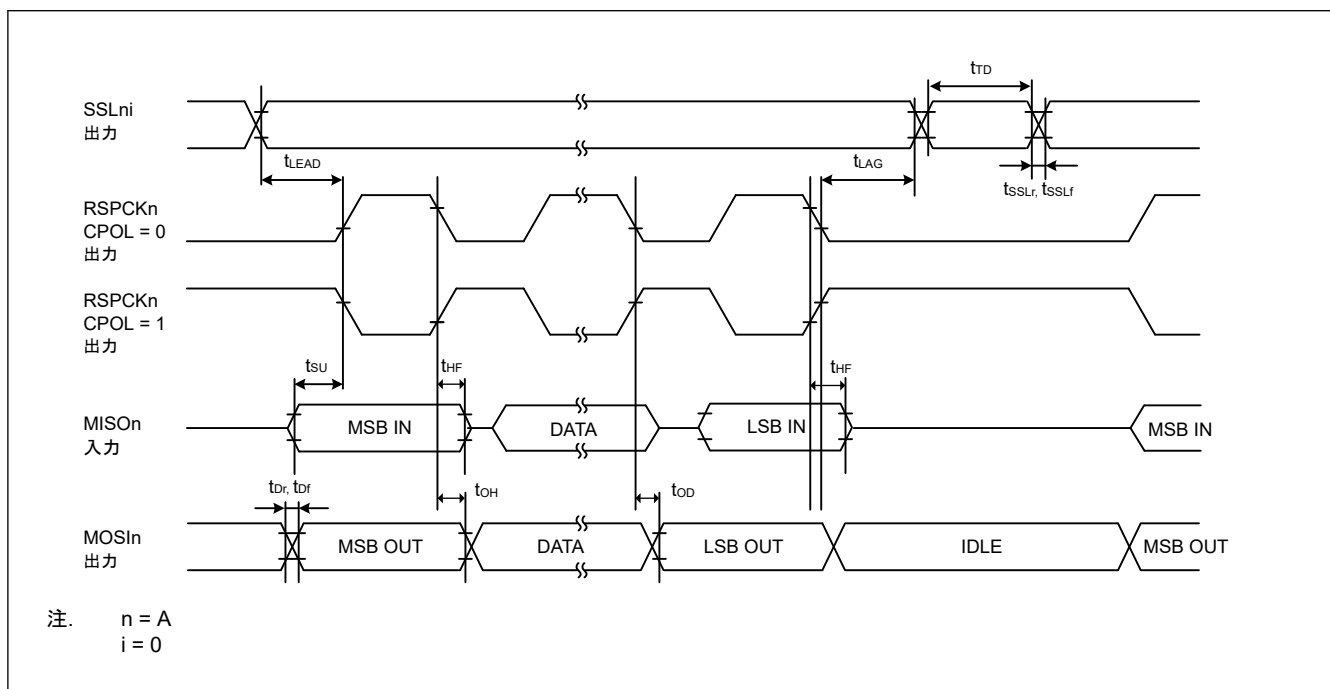 tTD
SSLni
出力
tLEAD
tLAG
tSSLr, tSSLf
RSPCKn
CPOL = 0
出力
RSPCKn
CPOL = 1
出力
tSU
tHF
tHF
MISOn
入力
MSB IN
DATA
LSB IN
MSB IN
tDr, tDf
tOH
tOD
MOSIn
出力
MSB OUT
DATA
LSB OUT
IDLE
MSB OUT
注. n = A
i = 0